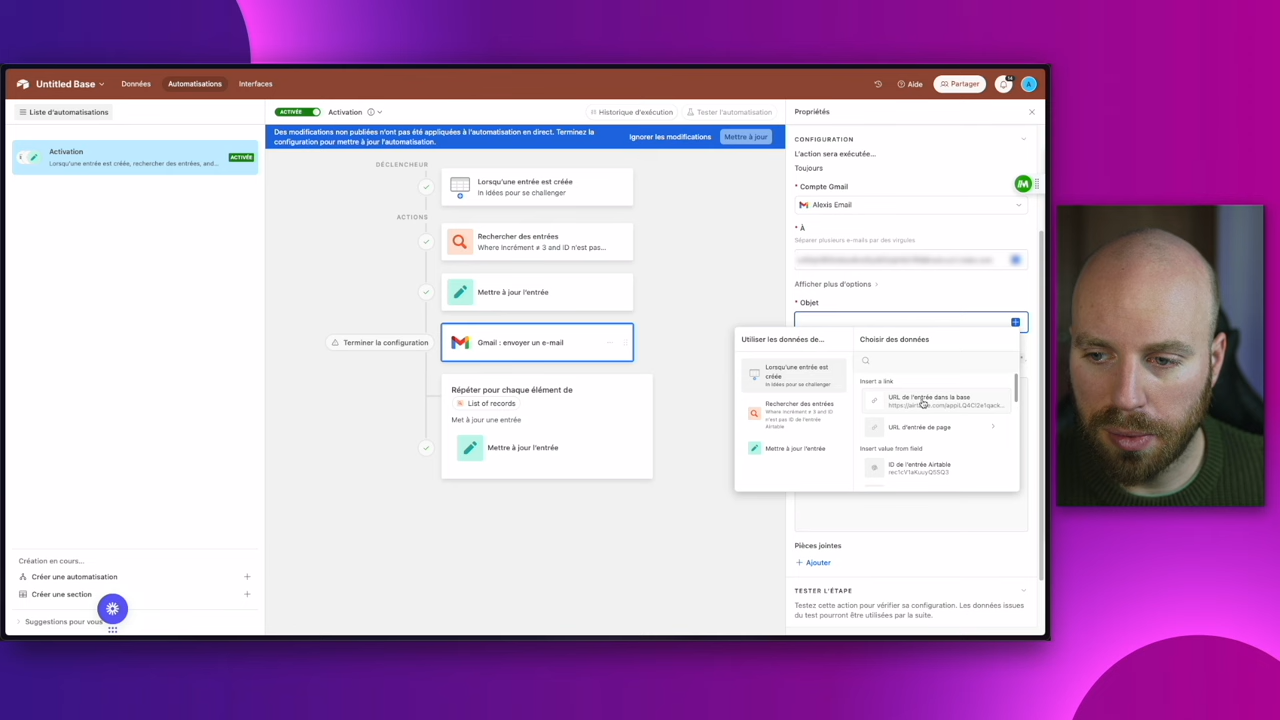 Untitled Base
Données
Automatisations
Interfaces
Aide
Partager
14
A
Liste d'automatisations
ACTIVÉE
Activation
Historique d'exécution
Tester l'automatisation
Propriétés
Activation
Lorsqu'une entrée est créée, rechercher des entrées, and...
ACTIVÉE
Des modifications non publiées n'ont pas été appliquées à l'automatisation en direct. Terminez la
configuration pour mettre à jour l'automatisation.
Ignorer les modifications
Mettre à jour
DÉCLENCHEUR
Lorsqu'une entrée est créée
In Idées pour se challenger
ACTIONS
Rechercher des entrées
Where Incrément ≠ 3 and ID n'est pas...
Mettre à jour l'entrée
Terminer la configuration
Gmail : envoyer un e-mail
Répéter pour chaque élément de
List of records
Met à jour une entrée
Mettre à jour l'entrée
CONFIGURATION
L'action sera exécutée...
Toujours
* Compte Gmail
Alexis Email
* À
Séparer plusieurs e-mails par des virgules
Afficher plus d'options
* Objet
Utiliser les données de...
Choisir des données
Lorsqu'une entrée est
créée
In Idées pour se challenger
Rechercher des entrées
Where Incrément ≠ 3 and ID
n'est pas ID de l'entrée
Airtable
Mettre à jour l'entrée
Insert a link
URL de l'entrée dans la base
URL d'entrée de page
Insert value from field
ID de l'entrée Airtable
rec1cV1aKuuyQ5SQ3
Pièces jointes
Ajouter
TESTER L'ÉTAPE
Testez cette action pour vérifier sa configuration. Les données issues
du test pourront être utilisées par la suite.
Création en cours...
Créer une automatisation
Créer une section
Suggestions pour vous